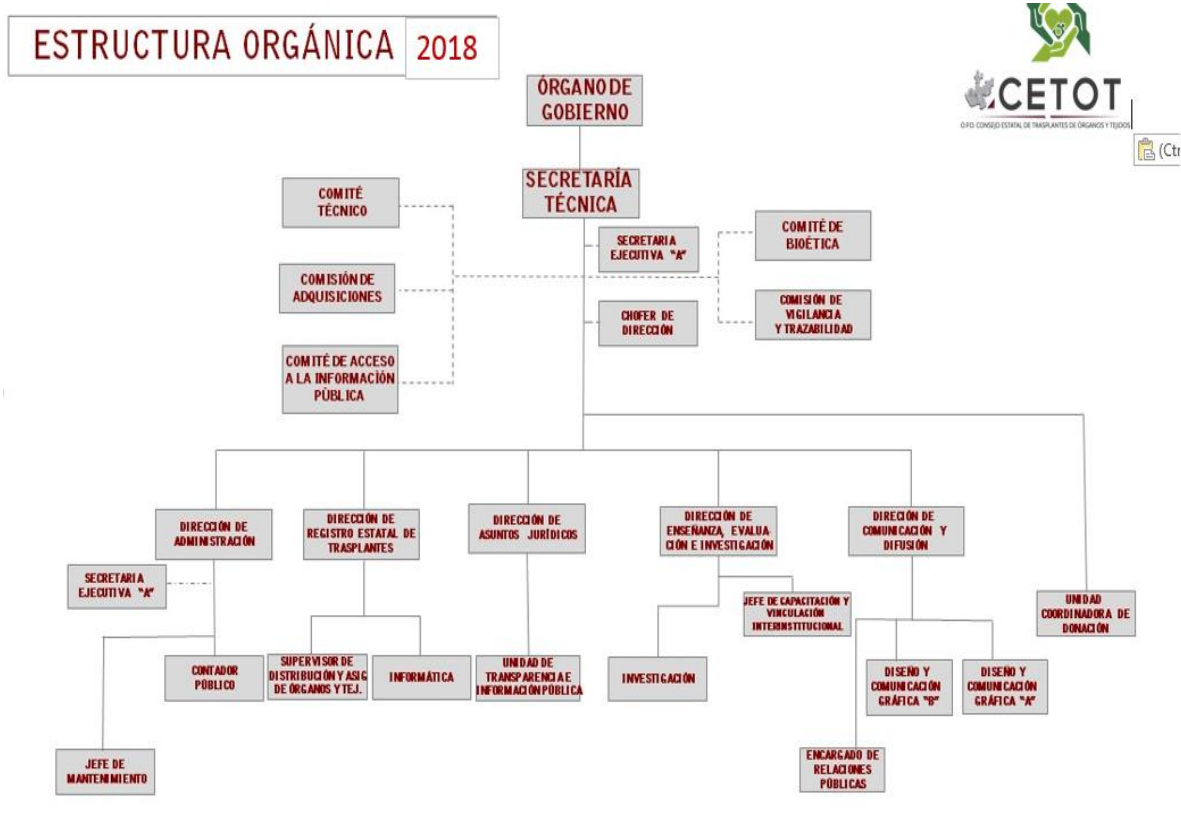 ESTRUCTURA ORGÁNICA 2018
CETOT
O.P.D. CONSEJO ESTATAL DE TRASPLANTES DE ÓRGANOS Y TEJIDOS
(Ctr
ÓRGANO DE
GOBIERNO
SECRETARÍA
TÉCNICA
COMITÉ
TÉCNICO
SECRETARIA
EJECUTIVA "A"
COMITÉ DE
BIOÉTICA
COMISIÓN DE
ADQUISICIONES
CHOFER DE
DIRECCIÓN
COMISIÓN DE
VIGILANCIA
Y TRAZABILIDAD
COMITÉ DE ACCESO
A LA INFORMACÌÓN
PÙBLICA
DIRECCIÓN DE
ADMINISTRACIÓN
DIRECCIÓN DE
REGISTRO ESTATAL DE
TRASPLANTES
DIRECCIÓN DE
ASUNTOS JURÍDICOS
DIRECCIÓN DE
ENSEÑANZA, EVALUA-
CIÓN E INVESTIGACIÓN
DIRECIÓN DE
COMUNICACIÓN Y
DIFUSIÓN
SECRETARIA
EJECUTIVA "A"
JEFE DE CAPACITACIÓN Y
VINCULACIÓN
INTERINSTITUCIONAL
UNIDAD
COORDINADORA DE
DONACIÓN
CONTADOR
PÚBLICO
SUPERVISOR DE
DISTRIBUCIÓN Y ASIG
DE ÓRGANOS Y TEJ.
INFORMÁTICA
UNIDAD DE
TRANSPARENCIA E
INFORMACIÓN PÚBLICA
INVESTIGACIÓN
DISEÑO Y
COMUNICACIÓN
GRÁFICA "B"
DISEÑO Y
COMUNICACIÓN
GRÁFICA "A"
JEFE DE
MANTENIMIENTO
ENCARGADO DE
RELACIONES
PÚBLICAS